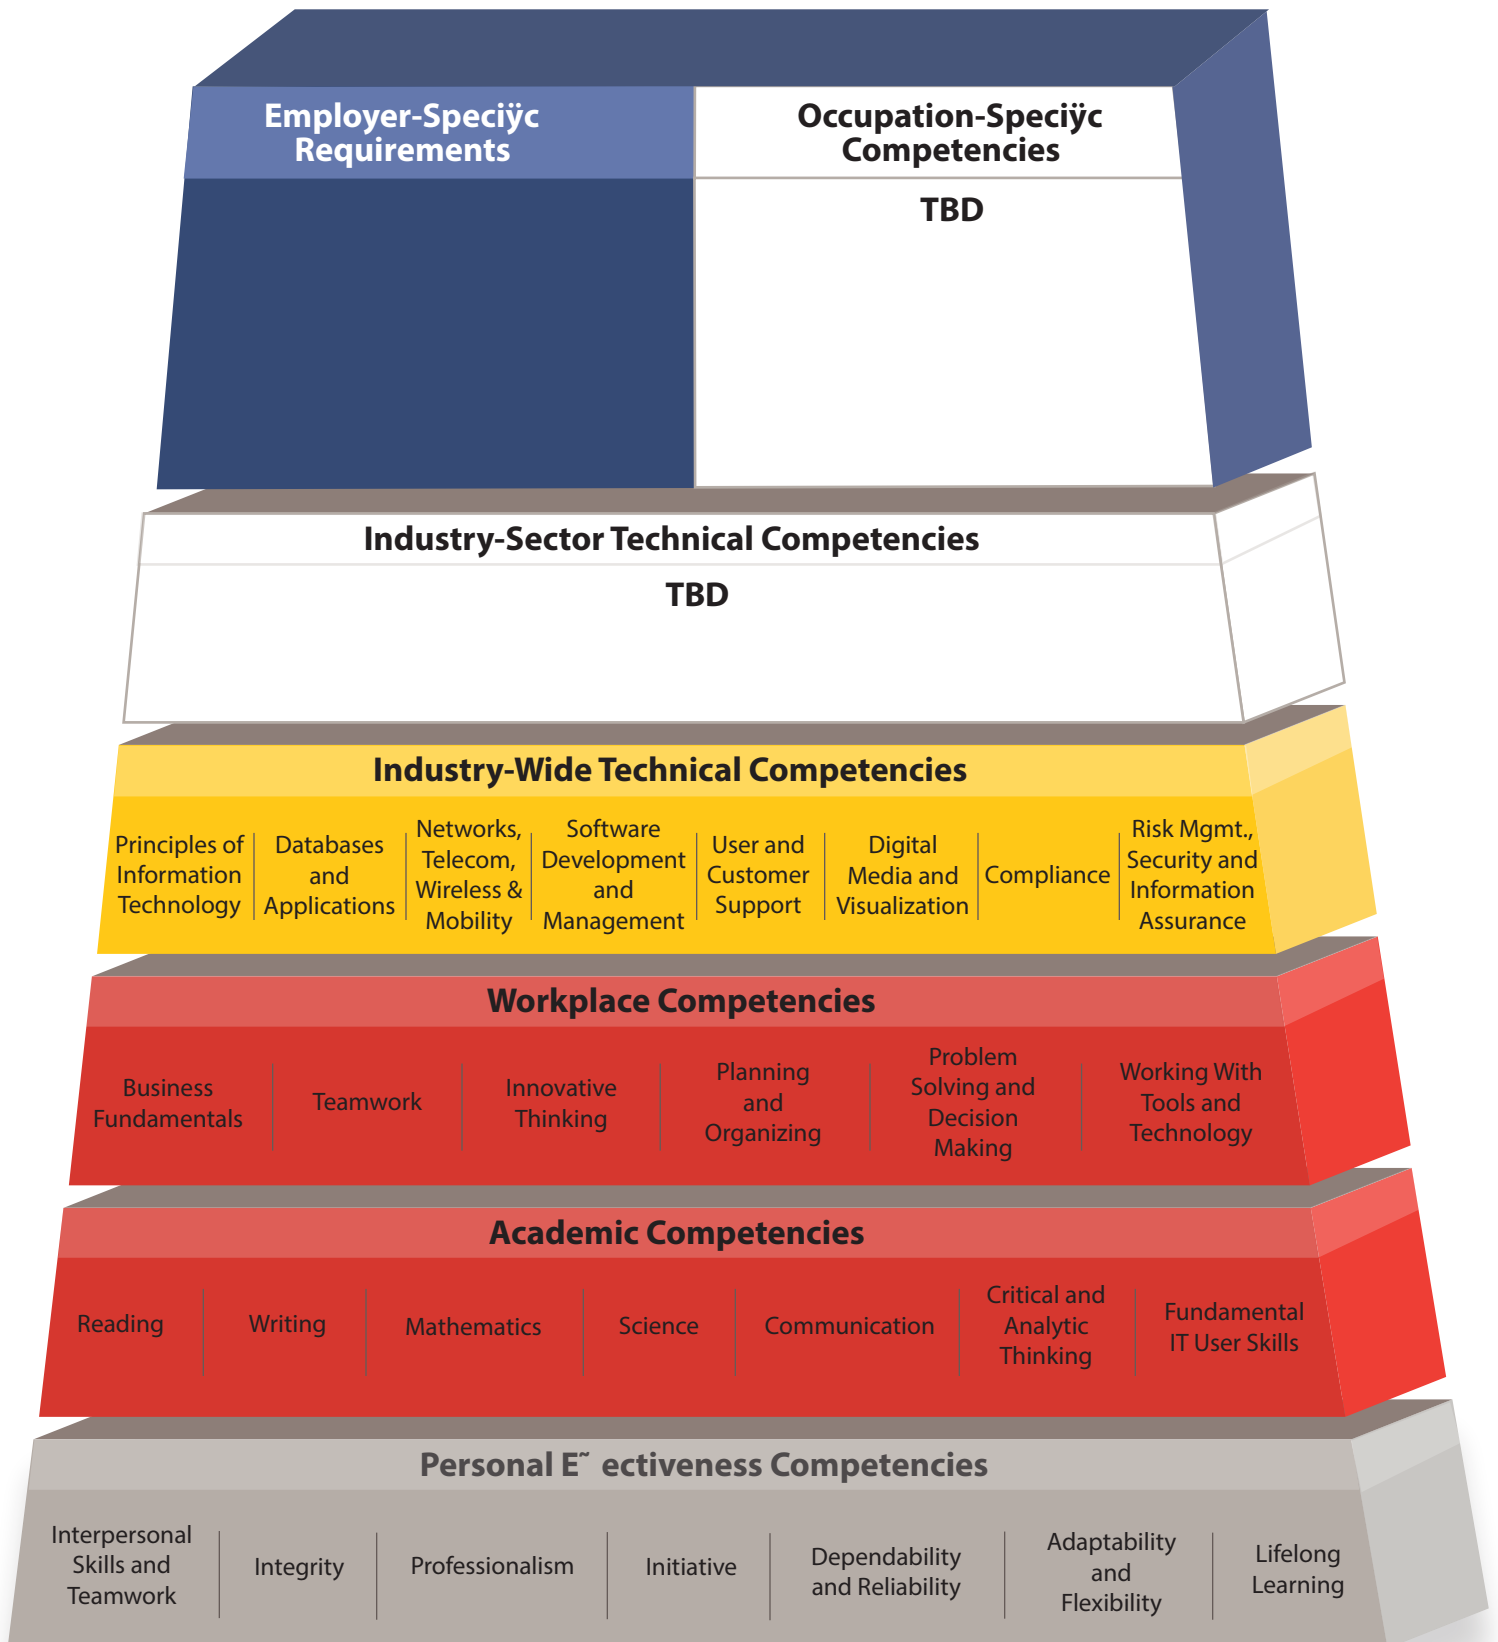 Employer-Speciÿc
Requirements
Occupation-Speciÿc
Competencies
TBD
Industry-Sector Technical Competencies
TBD
Industry-Wide Technical Competencies
Principles of
Information
Technology
Databases
and
Applications
Networks,
Telecom,
Wireless &
Mobility
Software
Development
and
Management
User and
Customer
Support
Digital
Media and
Visualization
Compliance
Risk Mgmt.,
Security and
Information
Assurance
Workplace Competencies
Business
Fundamentals
Teamwork
Innovative
Thinking
Planning
and
Organizing
Problem
Solving and
Decision
Making
Working With
Tools and
Technology
Academic Competencies
Reading
Writing
Mathematics
Science
Communication
Critical and
Analytic
Thinking
Fundamental
IT User Skills
Personal E˜ ectiveness Competencies
Interpersonal
Skills and
Teamwork
Integrity
Professionalism
Initiative
Dependability
and Reliability
Adaptability
and
Flexibility
Lifelong
Learning